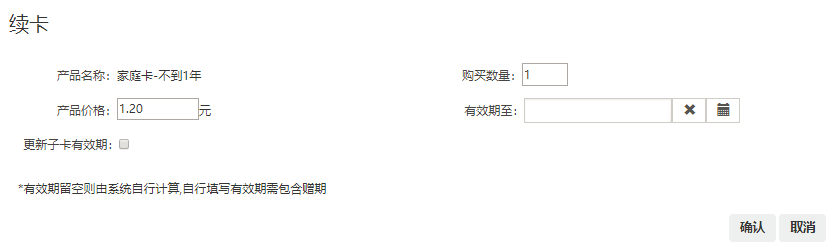 续卡
产品名称：家庭卡-不到1年 购买数量：1
产品价格：1.20元 有效期至：
更新子卡有效期：
*有效期留空则由系统自行计算,自行填写有效期需包含赠期
确认 取消